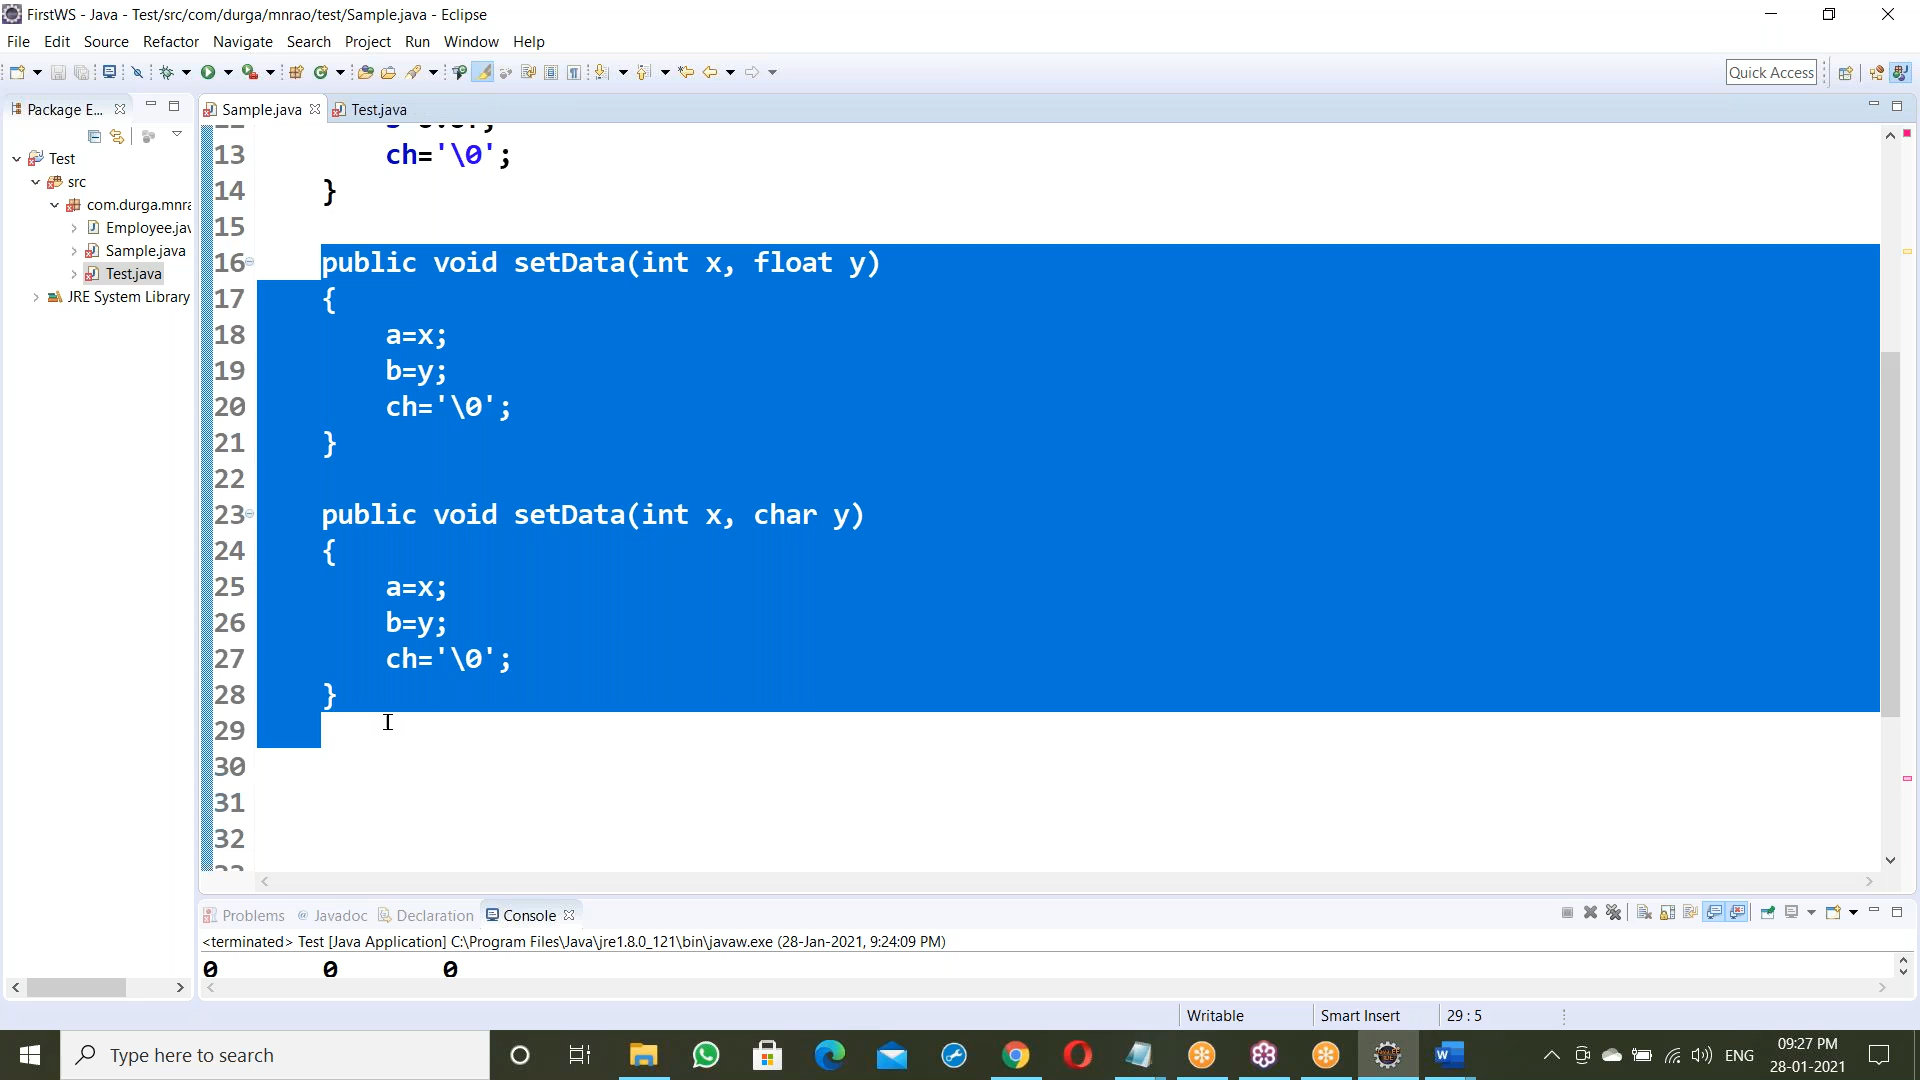 FirstWS - Java - Test/src/com/durga/mnrao/test/Sample.java - Eclipse
File Edit Source Refactor Navigate Search Project Run Window Help
Quick Access
Package E...
Sample.java
Test.java
Test
src
com.durga.mnra
Employee.jav
Sample.java
Test.java
JRE System Library
13 ch='\0';
14 }
15
16 public void setData(int x, float y)
17 {
18 a=x;
19 b=y;
20 ch='\0';
21 }
22
23 public void setData(int x, char y)
24 {
25 a=x;
26 b=y;
27 ch='\0';
28 }
29
30
31
32
Problems @ Javadoc Declaration Console
<terminated> Test [Java Application] C:\Program Files\Java\jre1.8.0_121\bin\javaw.exe (28-Jan-2021, 9:24:09 PM)
0 0 0
Writable Smart Insert 29 : 5
Type here to search
ENG
09:27 PM
28-01-2021